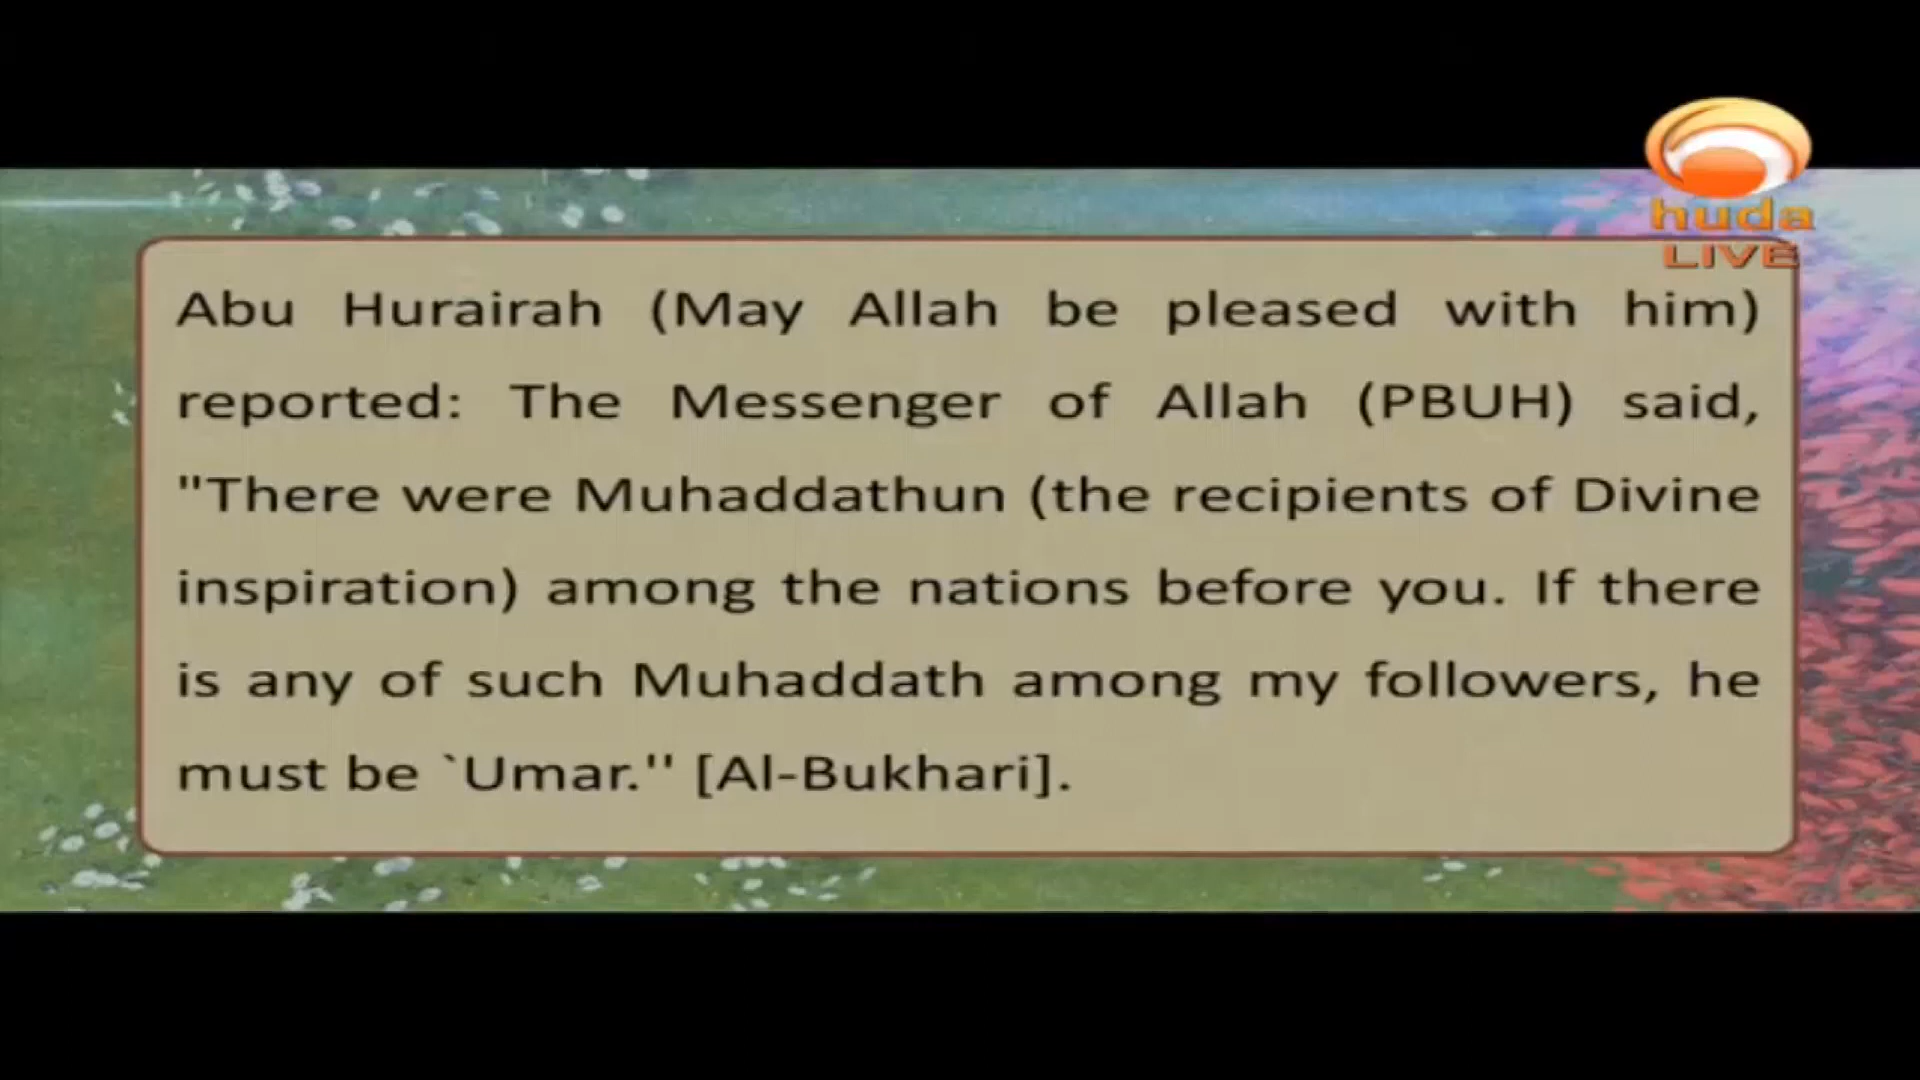 huda
LIVE
Abu Hurairah (May Allah be pleased with him)
reported: The Messenger of Allah (PBUH) said,
"There were Muhaddathun (the recipients of Divine
inspiration) among the nations before you. If there
is any of such Muhaddath among my followers, he
must be `Umar.'' [Al-Bukhari].